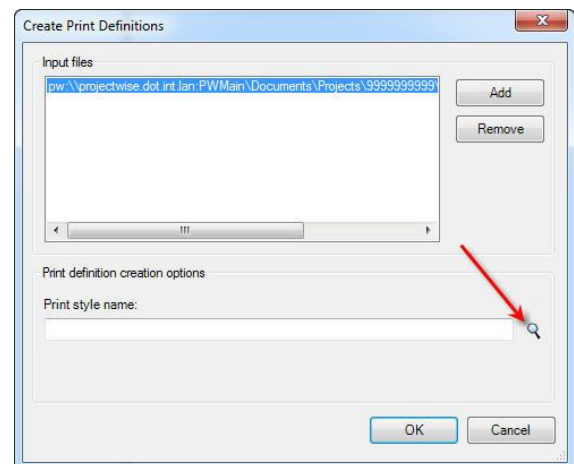 Create Print Definitions
Input files
pw:\\projectwise.dot.int.lan:PWMain\Documents\Projects\9999999999\
Add
Remove
Print definition creation options
Print style name:
OK
Cancel